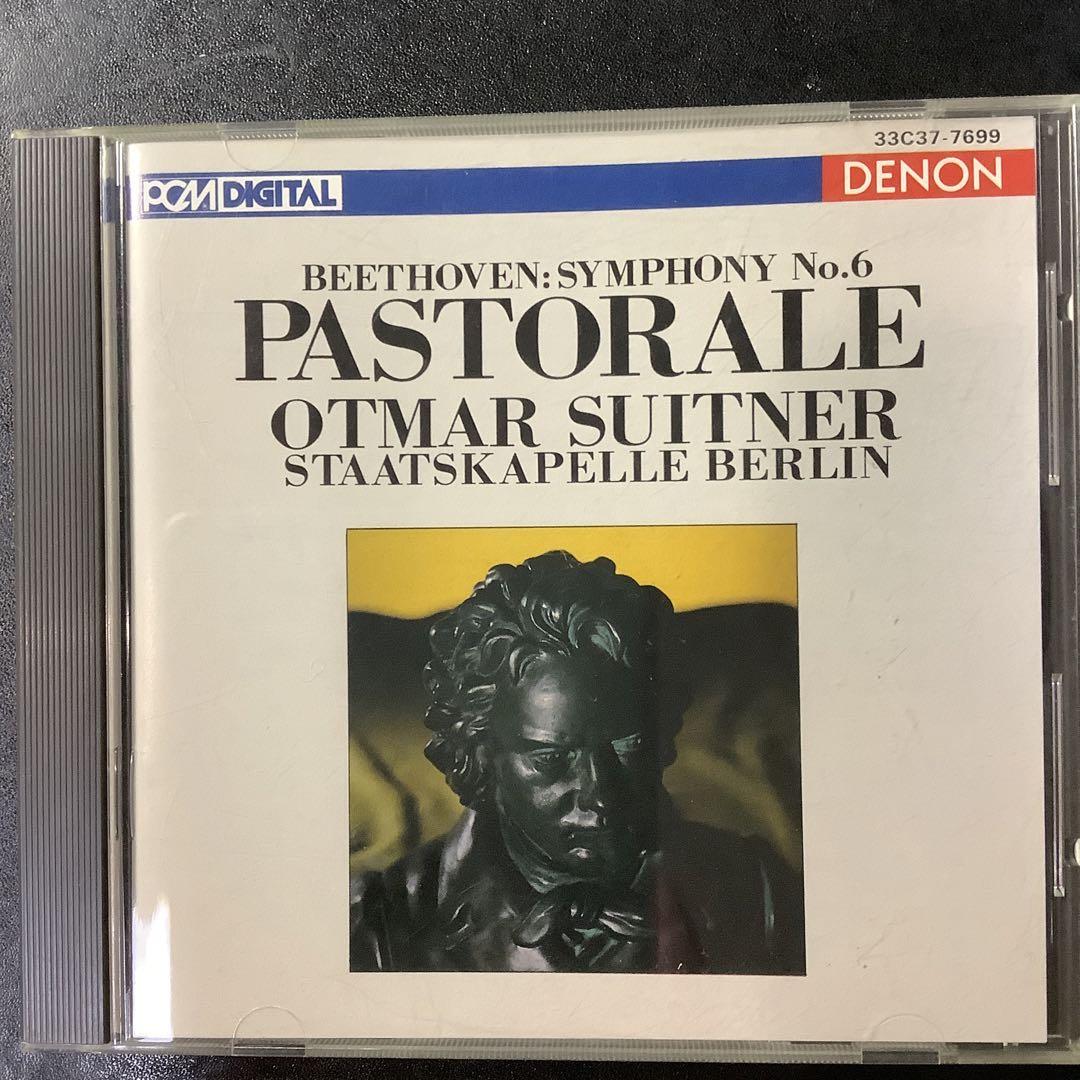 33C37-7699
PCM DIGITAL
DENON
BEETHOVEN: SYMPHONY No.6
PASTORALE
OTMAR SUITNER
STAATSKAPELLE BERLIN